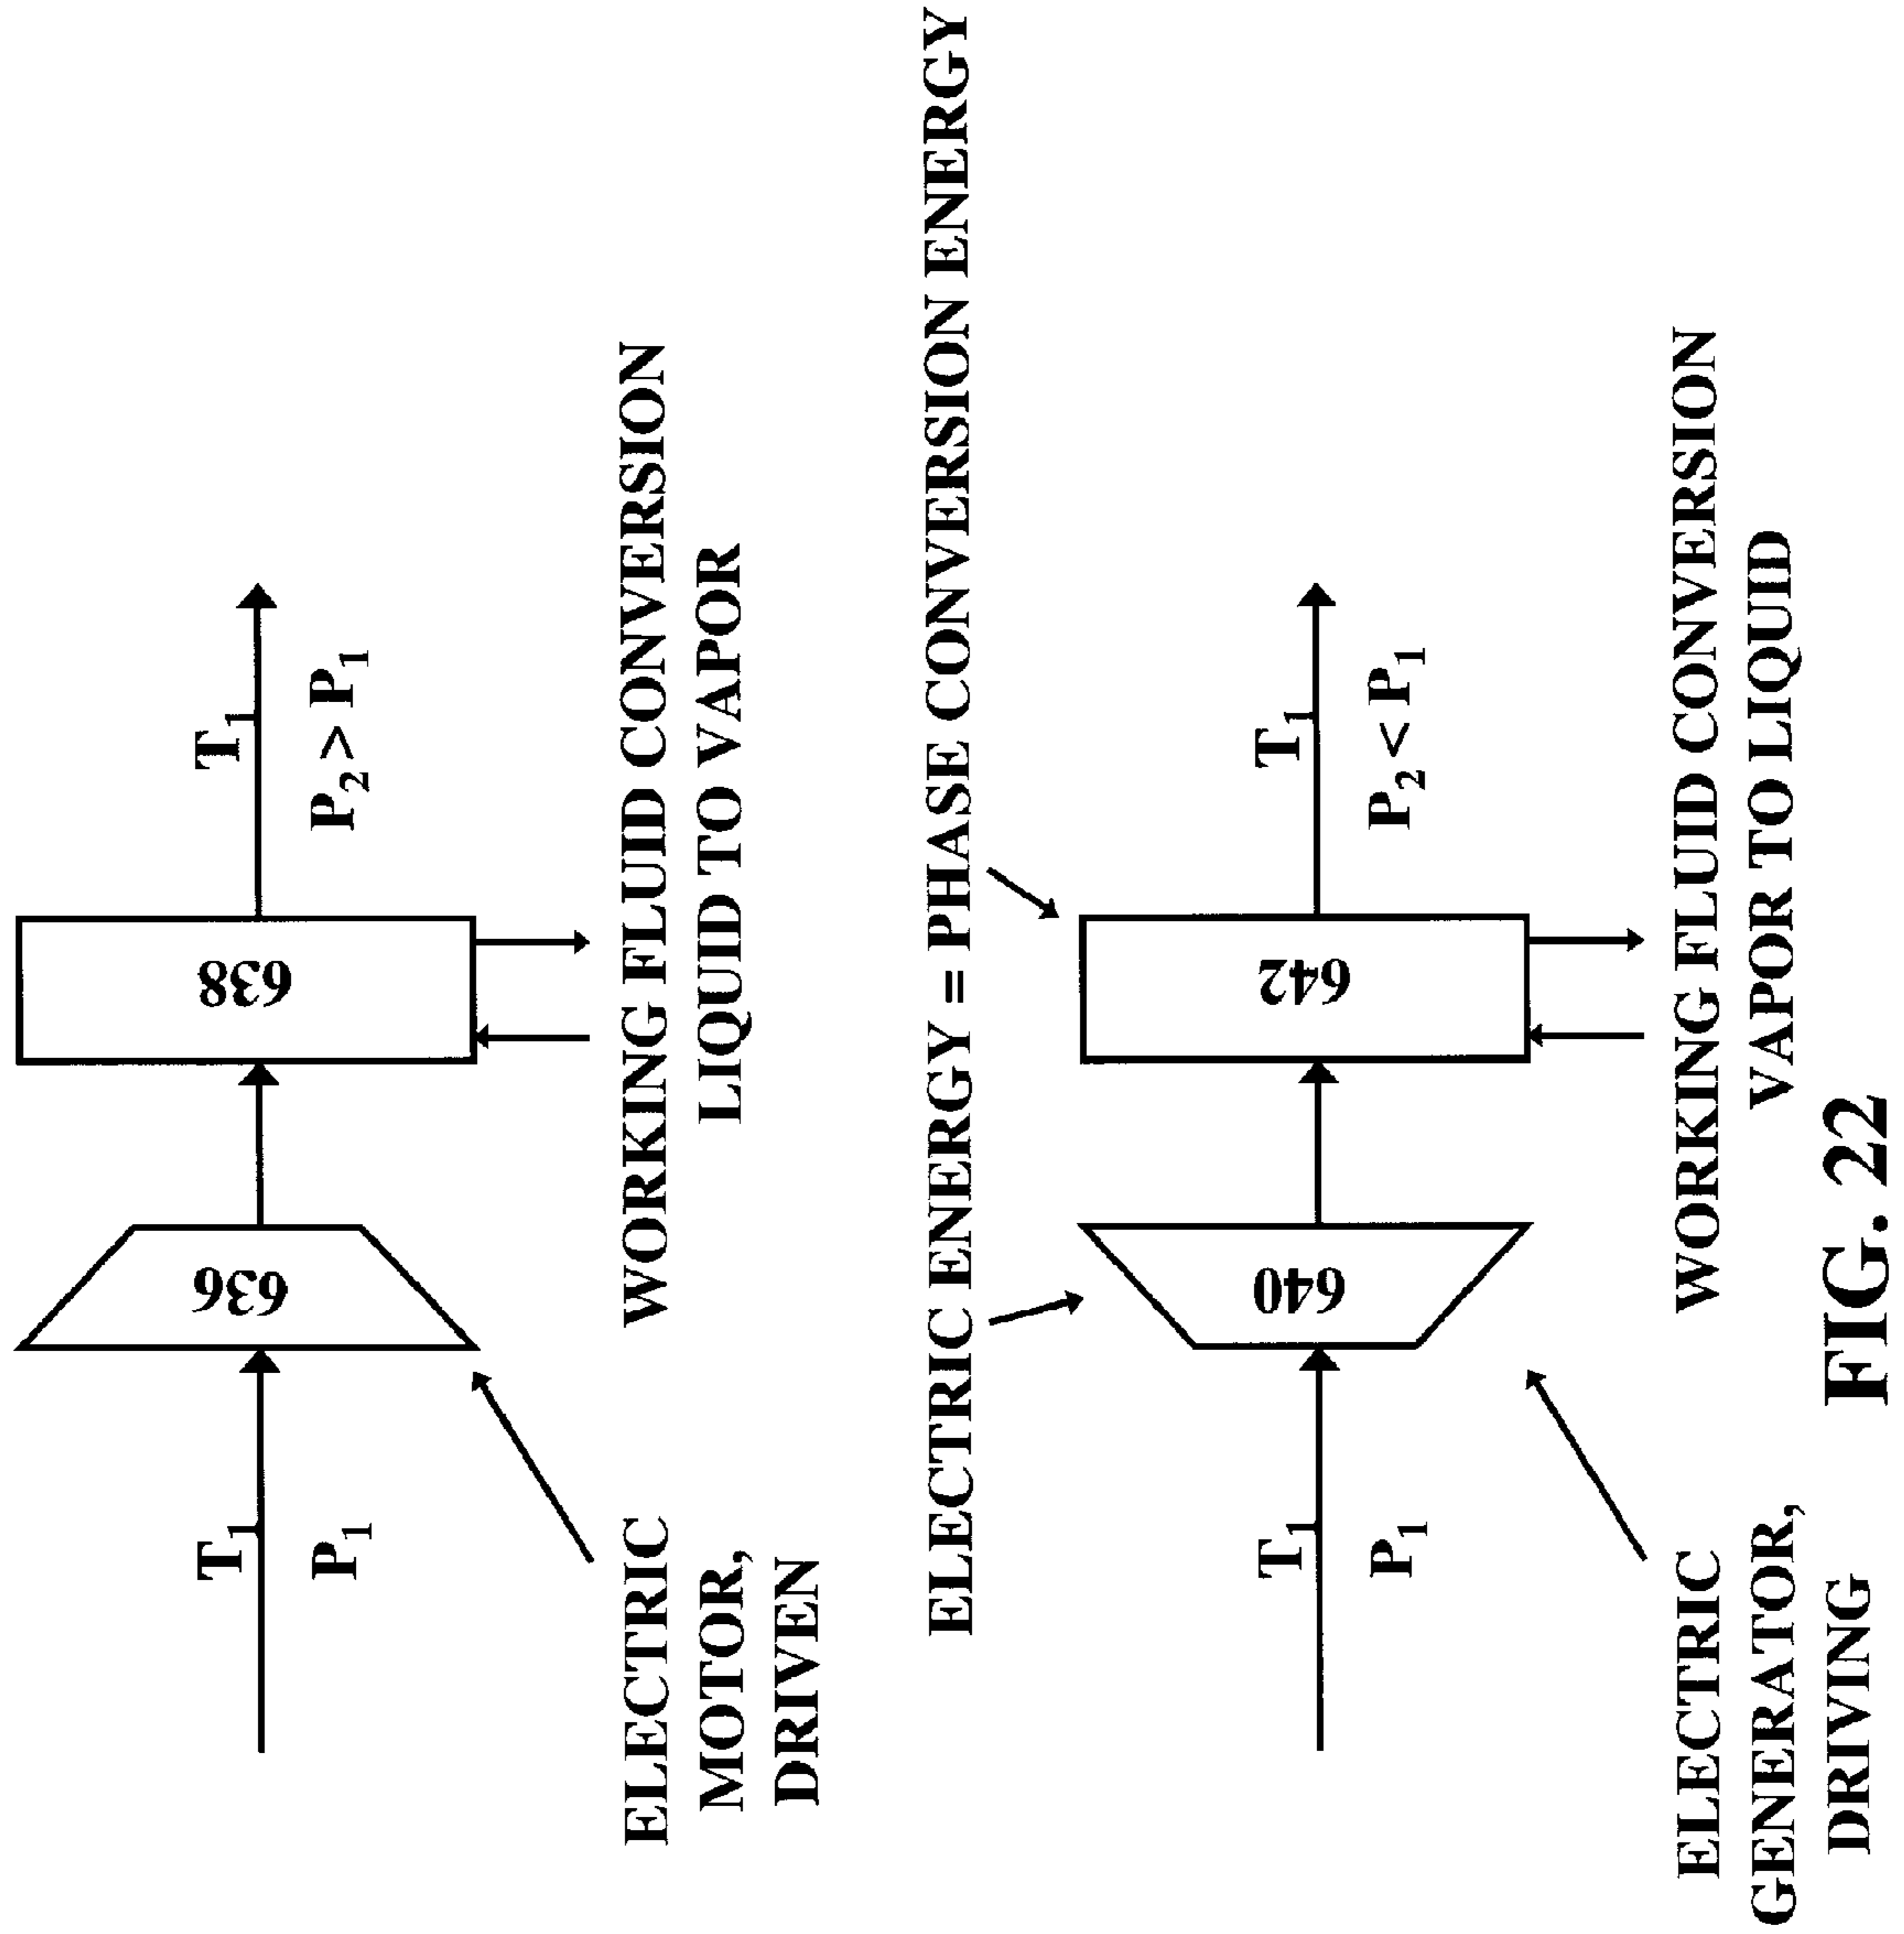 T1
636
638
T1
P1
P2 > P1
ELECTRIC
MOTOR,
DRIVEN
WORKING FLUID CONVERSION
LIQUID TO VAPOR
ELECTRIC ENERGY = PHASE CONVERSION ENERGY
T1
640
642
T1
P1
P2 < P1
ELECTRIC
GENERATOR,
DRIVING
WORKING FLUID CONVERSION
VAPOR TO LIQUID
FIG. 22